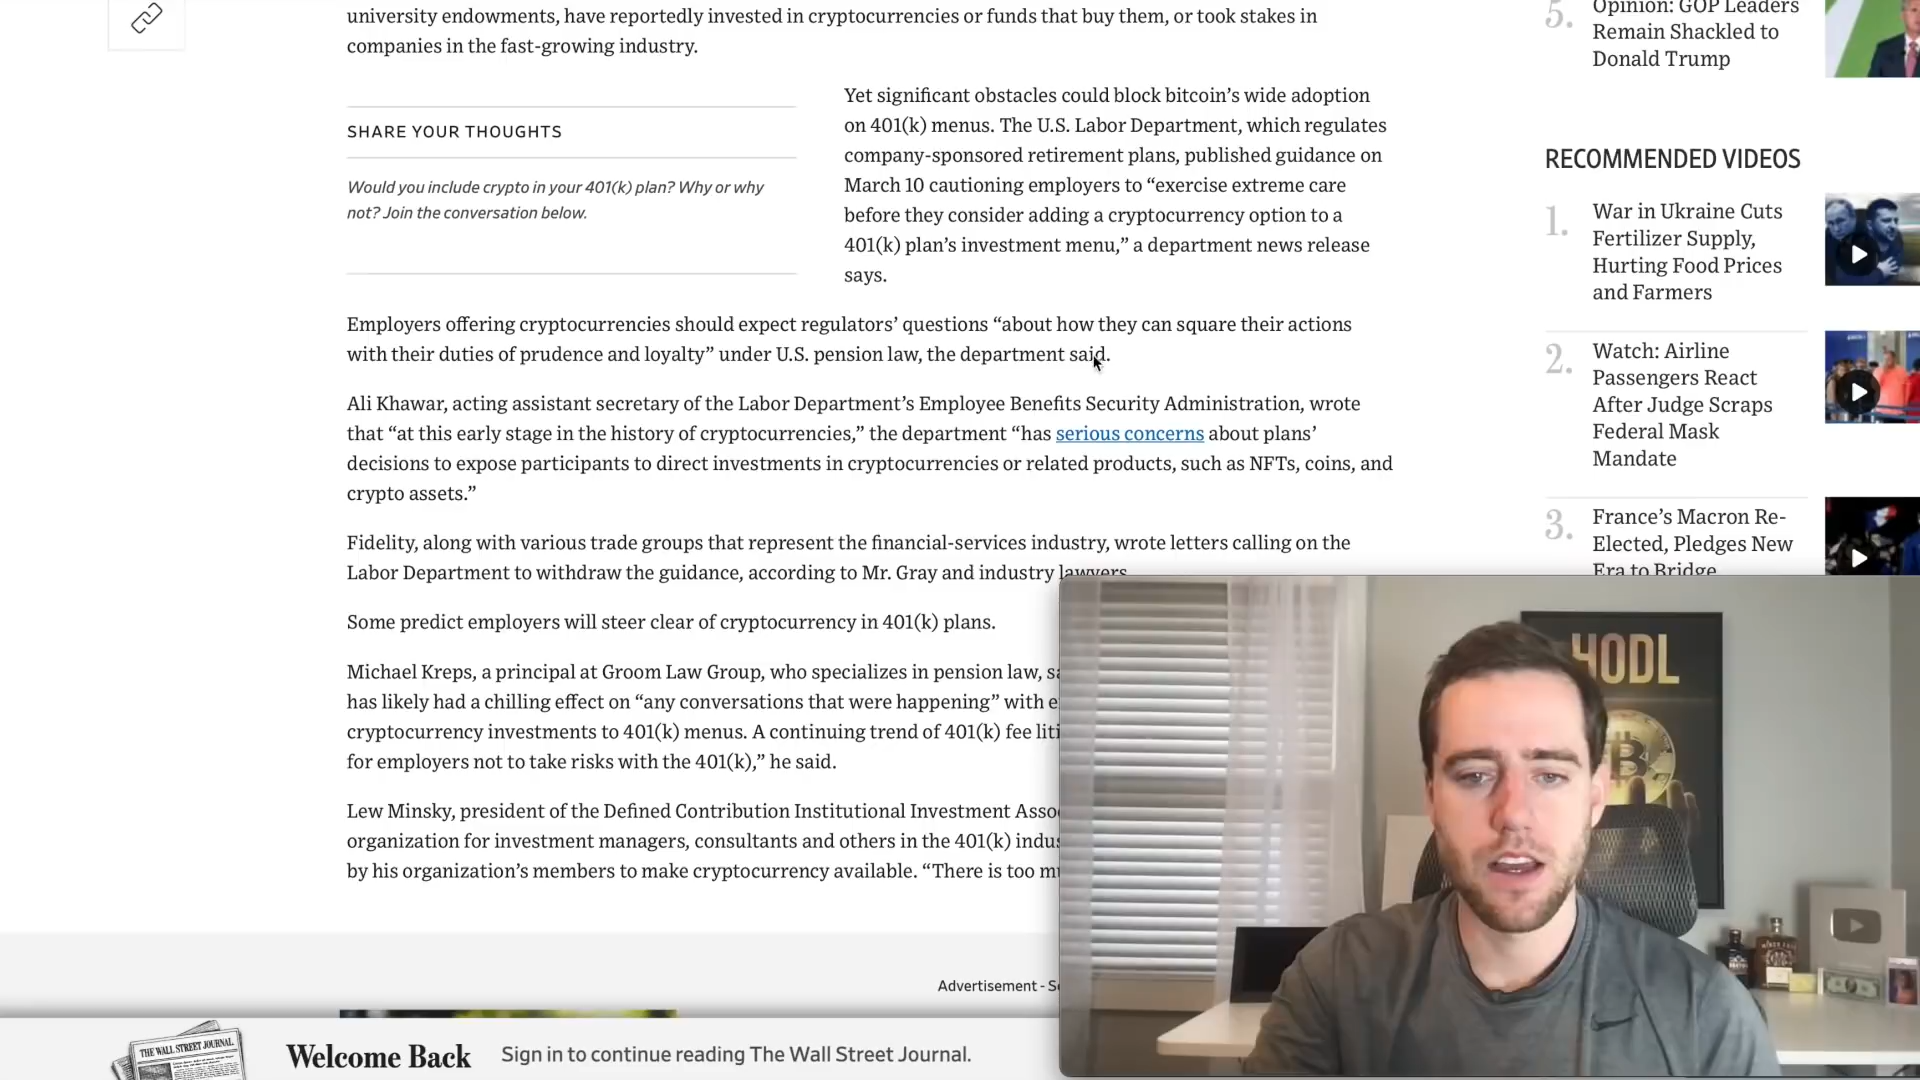 university endowments, have reportedly invested in cryptocurrencies or funds that buy them, or took stakes in
companies in the fast-growing industry.
SHARE YOUR THOUGHTS
Would you include crypto in your 401(k) plan? Why or why
not? Join the conversation below.
Yet significant obstacles could block bitcoin’s wide adoption
on 401(k) menus. The U.S. Labor Department, which regulates
company-sponsored retirement plans, published guidance on
March 10 cautioning employers to “exercise extreme care
before they consider adding a cryptocurrency option to a
401(k) plan’s investment menu,” a department news release
says.
Employers offering cryptocurrencies should expect regulators’ questions “about how they can square their actions
with their duties of prudence and loyalty” under U.S. pension law, the department said.
Ali Khawar, acting assistant secretary of the Labor Department’s Employee Benefits Security Administration, wrote
that “at this early stage in the history of cryptocurrencies,” the department “has serious concerns about plans’
decisions to expose participants to direct investments in cryptocurrencies or related products, such as NFTs, coins, and
crypto assets.”
Fidelity, along with various trade groups that represent the financial-services industry, wrote letters calling on the
Labor Department to withdraw the guidance, according to Mr. Gray and industry lawyers.
Some predict employers will steer clear of cryptocurrency in 401(k) plans.
Michael Kreps, a principal at Groom Law Group, who specializes in pension law,
has likely had a chilling effect on “any conversations that were happening” with
cryptocurrency investments to 401(k) menus. A continuing trend of 401(k) fee
for employers not to take risks with the 401(k),” he said.
Lew Minsky, president of the Defined Contribution Institutional Investment
organization for investment managers, consultants and others in the 401(k)
by his organization’s members to make cryptocurrency available. “There is too
Advertisement -
Welcome Back
Sign in to continue reading The Wall Street Journal.
THE WALL STREET JOURNAL.
5.
Opinion: GOP Leaders
Remain Shackled to
Donald Trump
RECOMMENDED VIDEOS
1.
War in Ukraine Cuts
Fertilizer Supply,
Hurting Food Prices
and Farmers
2.
Watch: Airline
Passengers React
After Judge Scraps
Federal Mask
Mandate
3.
France’s Macron Re-
Elected, Pledges New
Era to Bridge
HODL
B